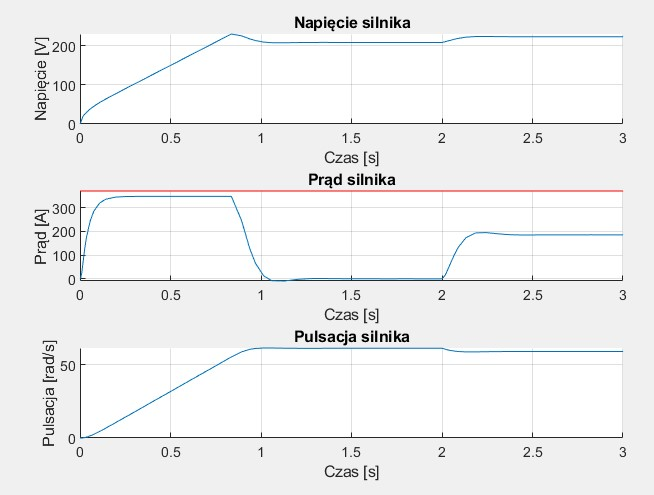 Napięcie silnika
Napięcie [V]
200
100
0
0 0.5 1 1.5 2 2.5 3
Czas [s]
Prąd silnika
Prąd [A]
300
200
100
0
0 0.5 1 1.5 2 2.5 3
Czas [s]
Pulsacja silnika
Pulsacja [rad/s]
50
0
0 0.5 1 1.5 2 2.5 3
Czas [s]